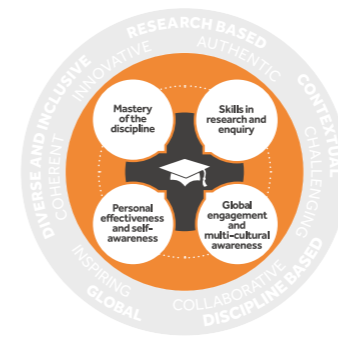 RESEARCH BASED
CONTEXTUAL
DISCIPLINE BASED
GLOBAL
DIVERSE AND INCLUSIVE
INNOVATIVE
AUTHENTIC
CHALLENGING
COLLABORATIVE
INSPIRING
COHERENT
Mastery
of the
discipline
Skills in
research and
enquiry
Personal
effectiveness
and self-
awareness
Global
engagement
and
multi-cultural
awareness